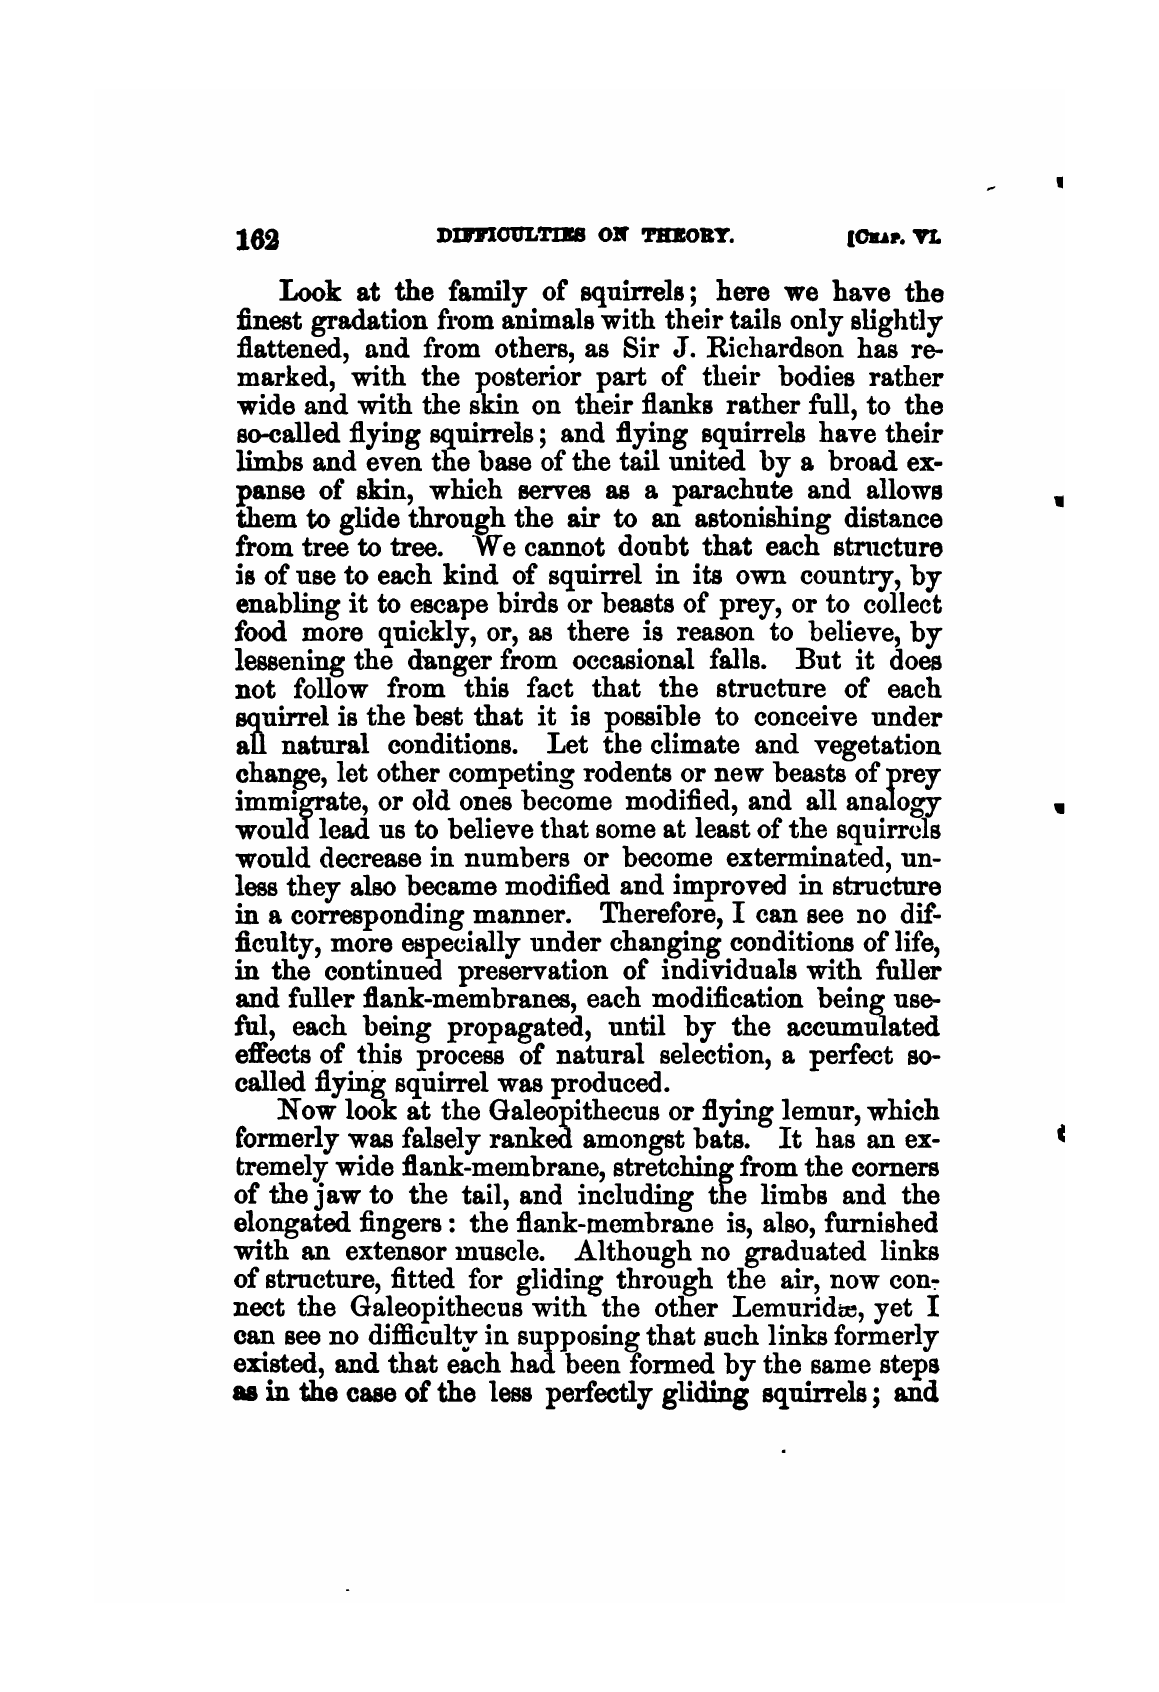 162 DIFFICULTIES ON THEORY. [CHAP. VI.
Look at the family of squirrels; here we have the
finest gradation from animals with their tails only slightly
flattened, and from others, as Sir J. Richardson has re-
marked, with the posterior part of their bodies rather
wide and with the skin on their flanks rather full, to the
so-called flying squirrels; and flying squirrels have their
limbs and even the base of the tail united by a broad ex-
panse of skin, which serves as a parachute and allows
them to glide through the air to an astonishing distance
from tree to tree. We cannot doubt that each structure
is of use to each kind of squirrel in its own country, by
enabling it to escape birds or beasts of prey, or to collect
food more quickly, or, as there is reason to believe, by
lessening the danger from occasional falls. But it does
not follow from this fact that the structure of each
squirrel is the best that it is possible to conceive under
all natural conditions. Let the climate and vegetation
change, let other competing rodents or new beasts of prey
immigrate, or old ones become modified, and all analogy
would lead us to believe that some at least of the squirrels
would decrease in numbers or become exterminated, un-
less they also became modified and improved in structure
in a corresponding manner. Therefore, I can see no dif-
ficulty, more especially under changing conditions of life,
in the continued preservation of individuals with fuller
and fuller flank-membranes, each modification being use-
ful, each being propagated, until by the accumulated
effects of this process of natural selection, a perfect so-
called flying squirrel was produced.
Now look at the Galeopithecus or flying lemur, which
formerly was falsely ranked amongst bats. It has an ex-
tremely wide flank-membrane, stretching from the corners
of the jaw to the tail, and including the limbs and the
elongated fingers: the flank-membrane is, also, furnished
with an extensor muscle. Although no graduated links
of structure, fitted for gliding through the air, now con-
nect the Galeopithecus with the other Lemuridæ, yet I
can see no difficulty in supposing that such links formerly
existed, and that each had been formed by the same steps
as in the case of the less perfectly gliding squirrels; and